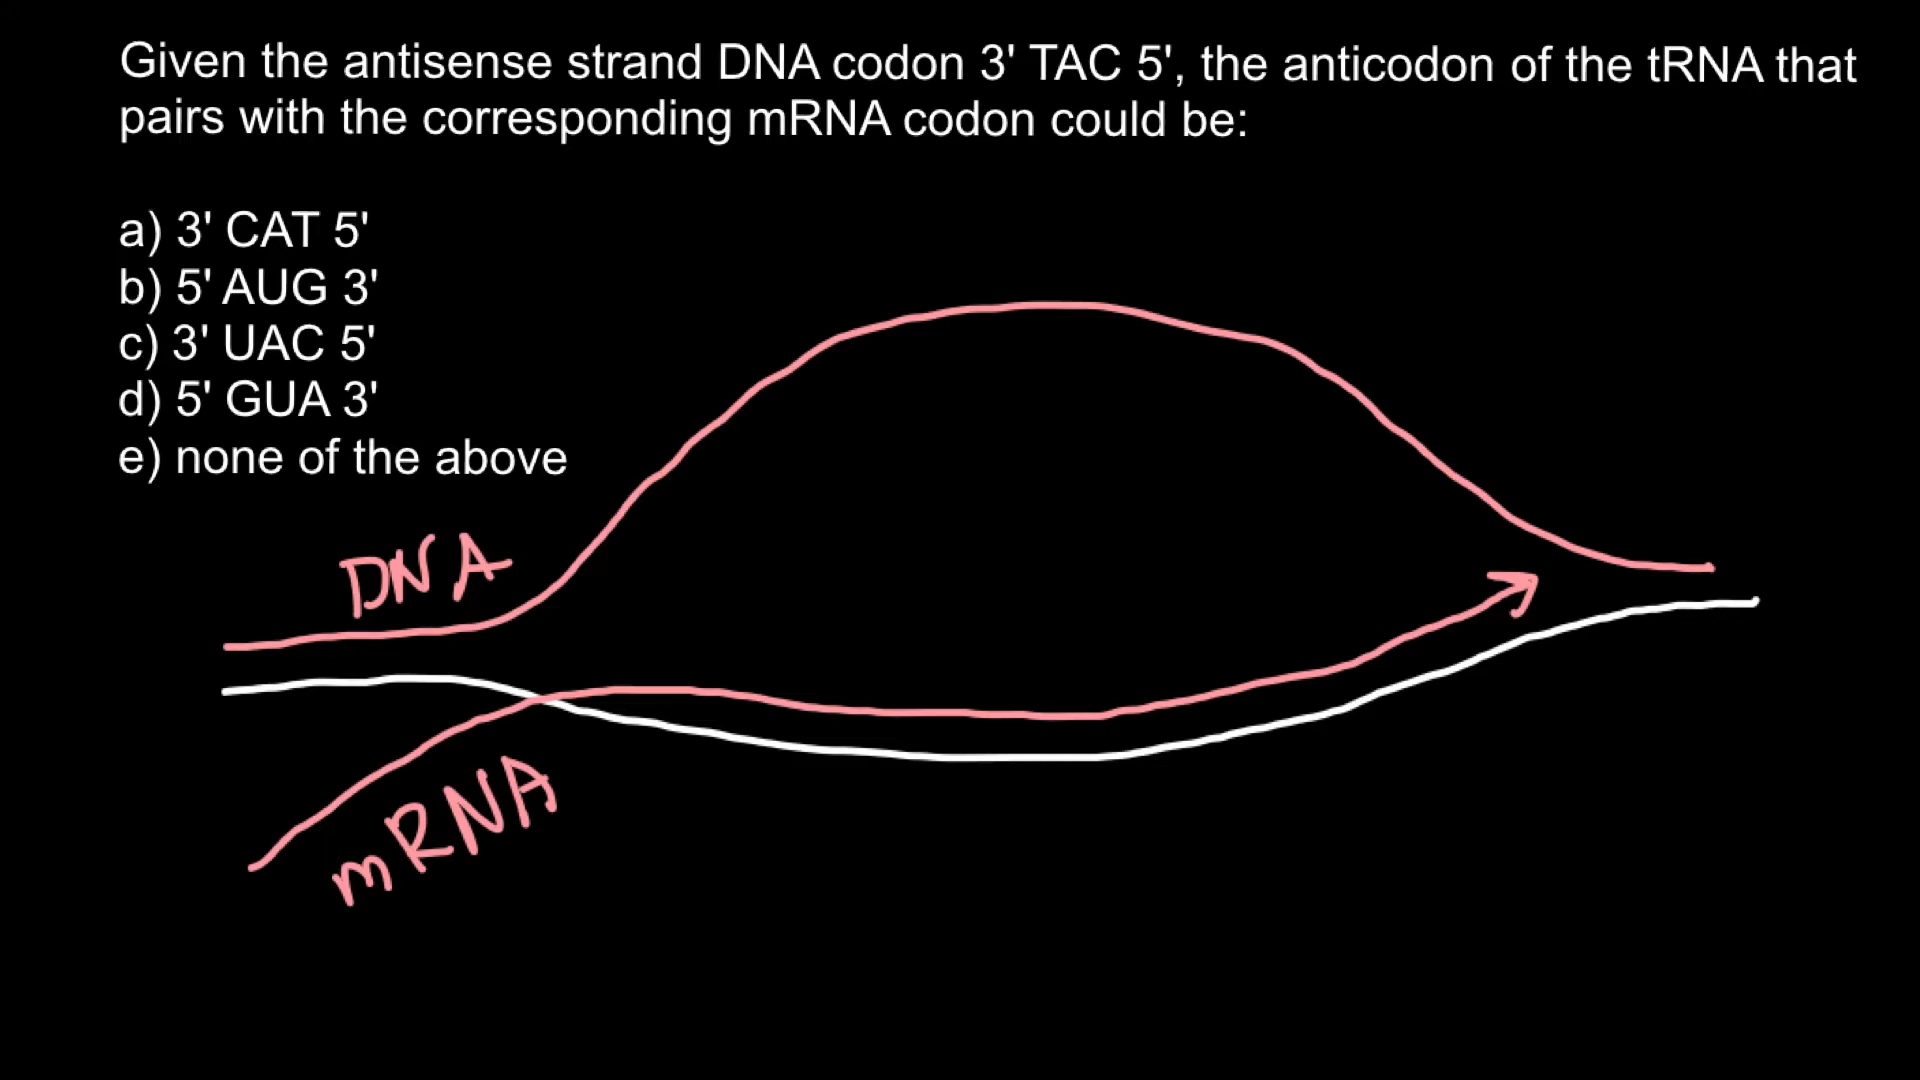 Given the antisense strand DNA codon 3' TAC 5', the anticodon of the tRNA that
pairs with the corresponding mRNA codon could be:
a) 3' CAT 5'
b) 5' AUG 3'
c) 3' UAC 5'
d) 5' GUA 3'
e) none of the above
DNA
mRNA